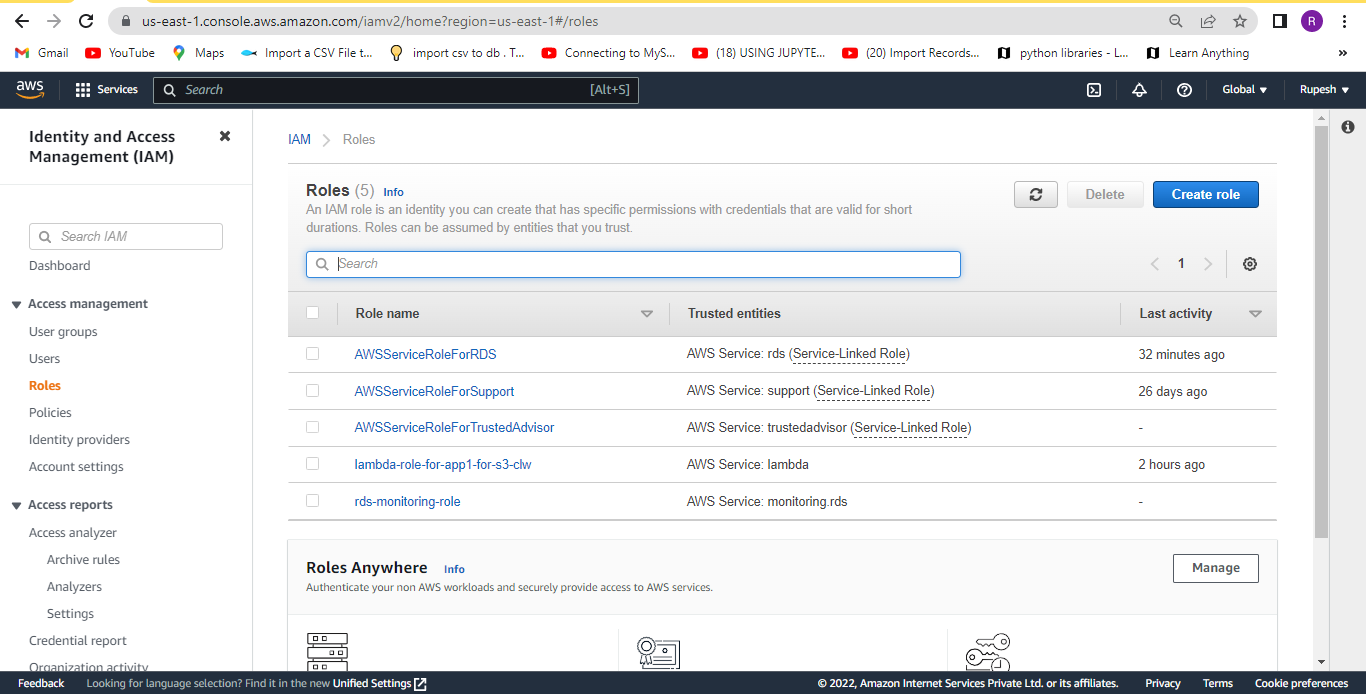 us-east-1.console.aws.amazon.com/iamv2/home?region=us-east-1#/roles
R
Gmail YouTube Maps Import a CSV File t... import csv to db . T... Connecting to MyS... (18) USING JUPYTE... (20) Import Records... python libraries - L... Learn Anything »
aws Services Search [Alt+S] Global Rupesh
Identity and Access
Management (IAM)
Search IAM
Dashboard
Access management
User groups
Users
Roles
Policies
Identity providers
Account settings
Access reports
Access analyzer
Archive rules
Analyzers
Settings
Credential report
Organization activity
IAM Roles
Roles (5) Info
An IAM role is an identity you can create that has specific permissions with credentials that are valid for short
durations. Roles can be assumed by entities that you trust.
Delete Create role
Search
1
Role name Trusted entities Last activity
AWSServiceRoleForRDS AWS Service: rds (Service-Linked Role) 32 minutes ago
AWSServiceRoleForSupport AWS Service: support (Service-Linked Role) 26 days ago
AWSServiceRoleForTrustedAdvisor AWS Service: trustedadvisor (Service-Linked Role) -
lambda-role-for-app1-for-s3-clw AWS Service: lambda 2 hours ago
rds-monitoring-role AWS Service: monitoring.rds -
Roles Anywhere Info
Authenticate your non AWS workloads and securely provide access to AWS services.
Manage
Feedback Looking for language selection? Find it in the new Unified Settings © 2022, Amazon Internet Services Private Ltd. or its affiliates. Privacy Terms Cookie preferences